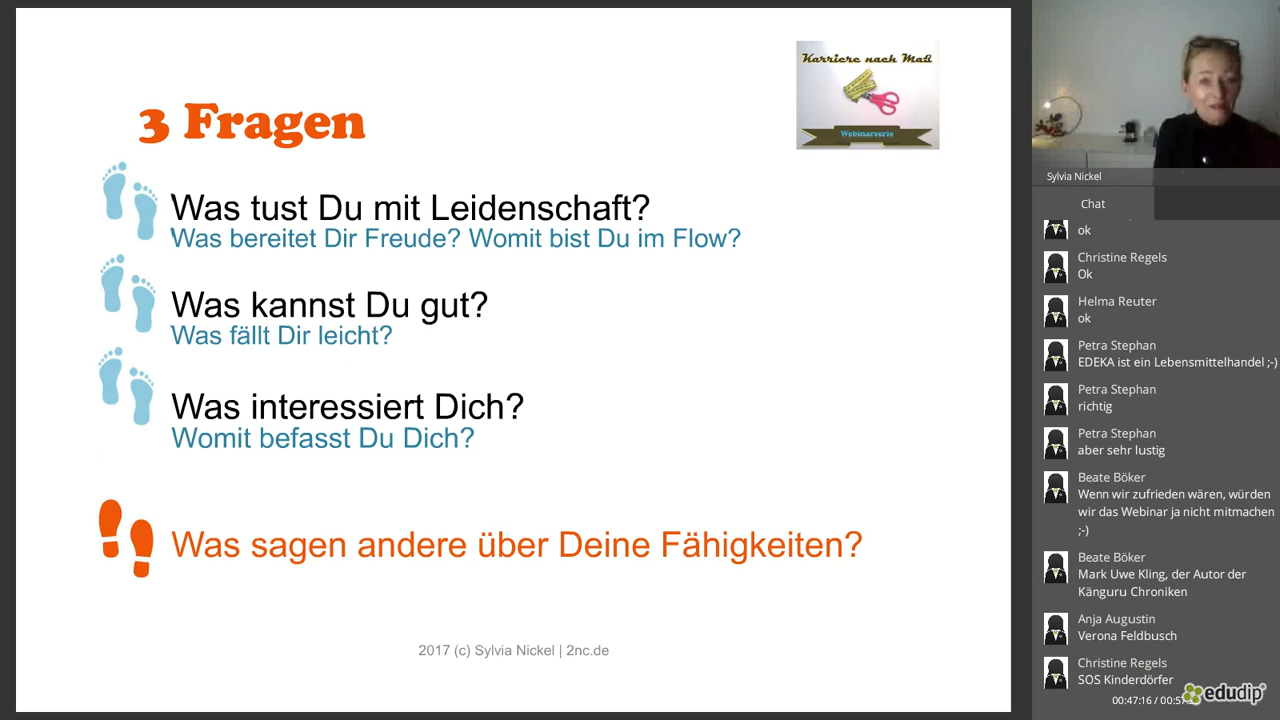 3 Fragen
Karriere nach Maß
Webinarserie
Was tust Du mit Leidenschaft?
Was bereitet Dir Freude? Womit bist Du im Flow?
Was kannst Du gut?
Was fällt Dir leicht?
Was interessiert Dich?
Womit befasst Du Dich?
Was sagen andere über Deine Fähigkeiten?
2017 (c) Sylvia Nickel | 2nc.de
Sylvia Nickel
Chat
ok
Christine Regels
Ok
Helma Reuter
ok
Petra Stephan
EDEKA ist ein Lebensmittelhandel ;-)
Petra Stephan
richtig
Petra Stephan
aber sehr lustig
Beate Böker
Wenn wir zufrieden wären, würden
wir das Webinar ja nicht mitmachen
;-)
Beate Böker
Mark Uwe Kling, der Autor der
Känguru Chroniken
Anja Augustin
Verona Feldbusch
Christine Regels
SOS Kinderdörfer
00:47:16 /
edudip